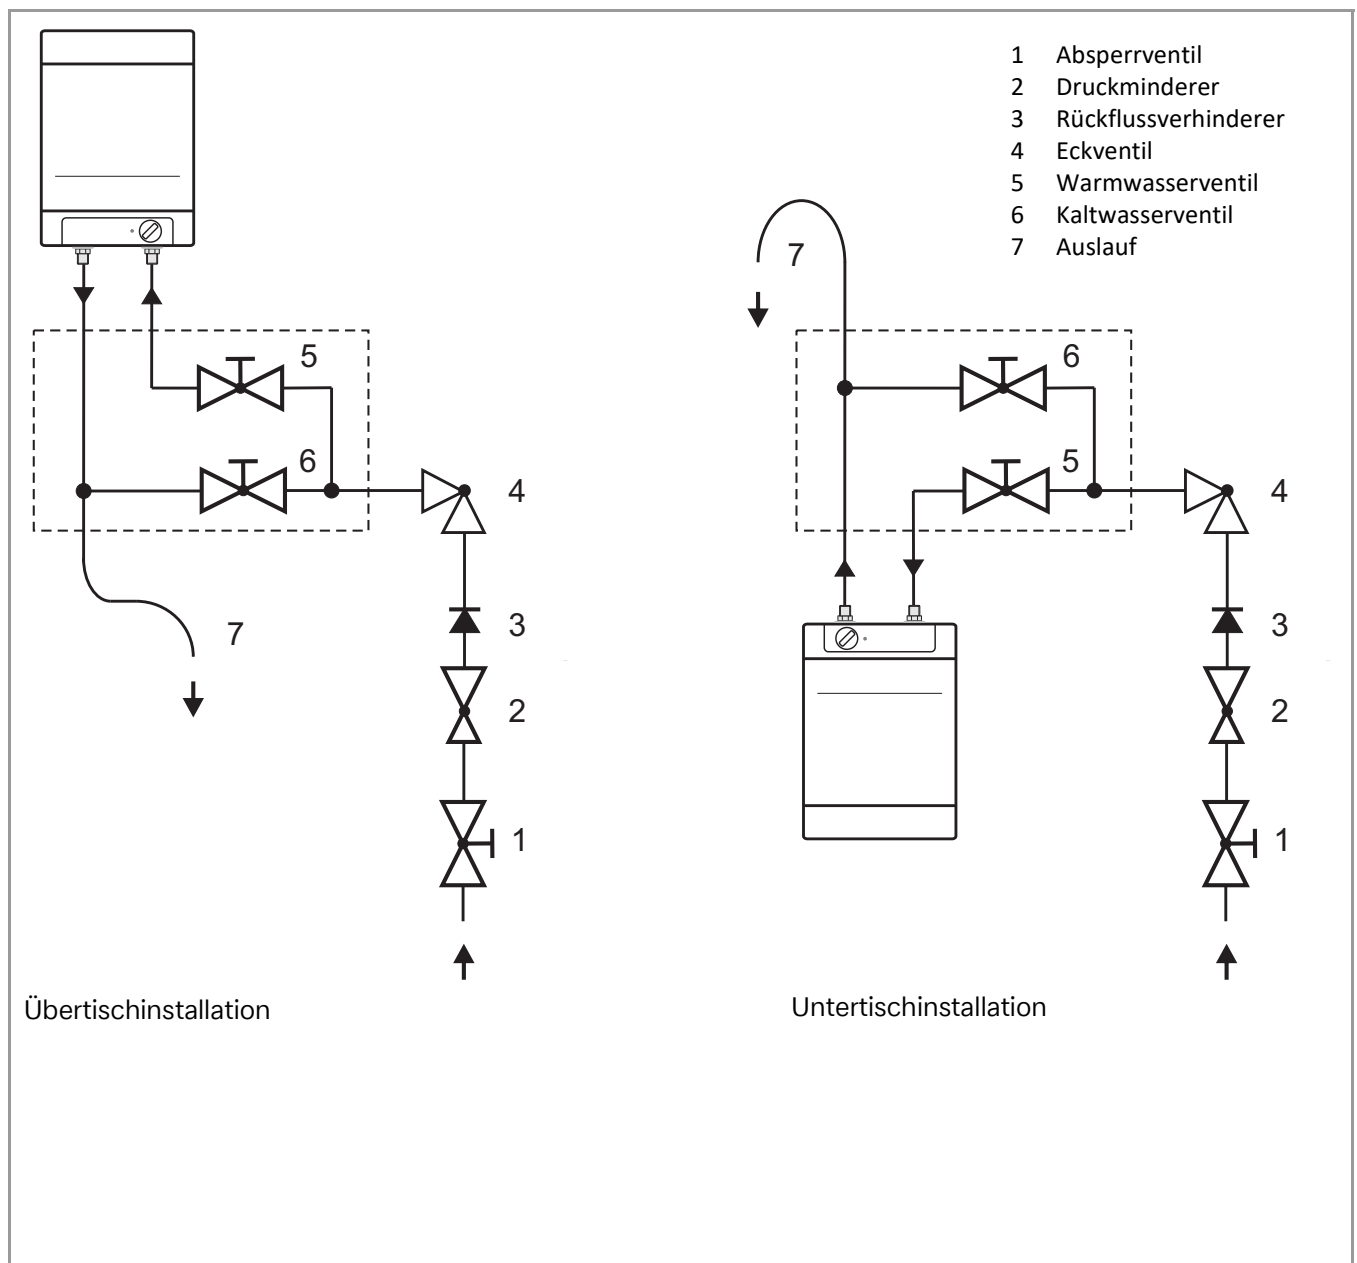 1 Absperrventil
2 Druckminderer
3 Rückflussverhinderer
4 Eckventil
5 Warmwasserventil
6 Kaltwasserventil
7 Auslauf
5
6
4
7
3
2
1
Übertischinstallation
7
6
5
4
3
2
1
Untertischinstallation